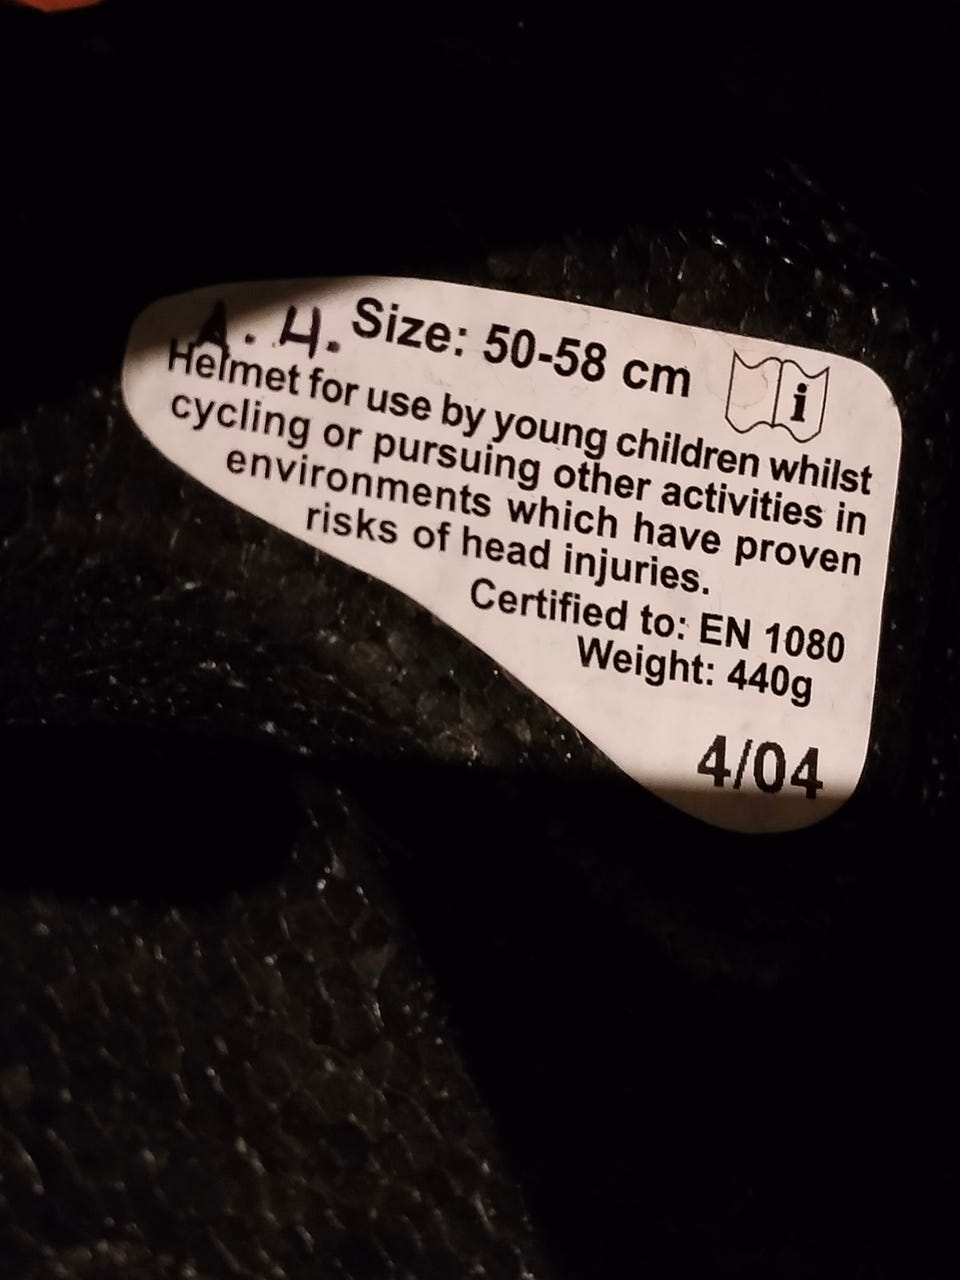 A.H. Size: 50-58 cm i
Helmet for use by young children whilst
cycling or pursuing other activities in
environments which have proven
risks of head injuries.
Certified to: EN 1080
Weight: 440g
4/04